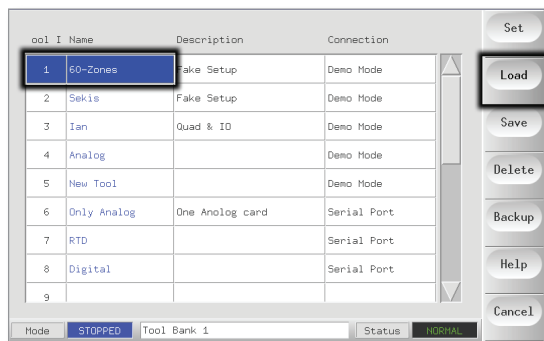 ool I Name Description Connection
1 60-Zones Fake Setup Demo Mode
2 Sekis Fake Setup Demo Mode
3 Ian Quad & IO Demo Mode
4 Analog Demo Mode
5 New Tool Demo Mode
6 Only Analog One Anolog card Serial Port
7 RTD Serial Port
8 Digital Serial Port
9
Mode STOPPED Tool Bank 1 Status NORMAL
Set
Load
Save
Delete
Backup
Help
Cancel